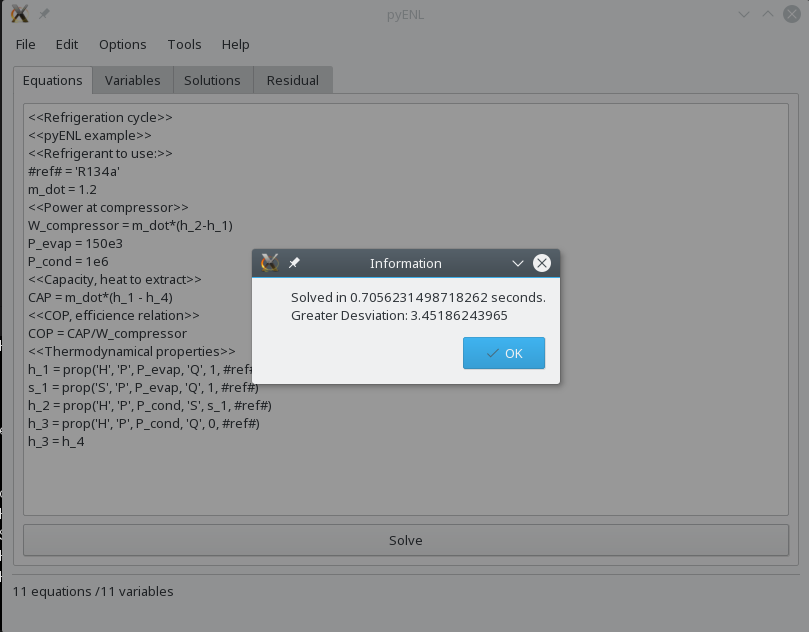 pyENL
File Edit Options Tools Help
Equations Variables Solutions Residual
<<Refrigeration cycle>>
<<pyENL example>>
<<Refrigerant to use:>>
#ref# = 'R134a'
m_dot = 1.2
<<Power at compressor>>
W_compressor = m_dot*(h_2-h_1)
P_evap = 150e3
P_cond = 1e6
<<Capacity, heat to extract>>
CAP = m_dot*(h_1 - h_4)
<<COP, efficience relation>>
COP = CAP/W_compressor
<<Thermodynamical properties>>
h_1 = prop('H', 'P', P_evap, 'Q', 1, #ref#
s_1 = prop('S', 'P', P_evap, 'Q', 1, #ref#)
h_2 = prop('H', 'P', P_cond, 'S', s_1, #ref#)
h_3 = prop('H', 'P', P_cond, 'Q', 0, #ref#)
h_3 = h_4
Information
Solved in 0.7056231498718262 seconds.
Greater Desviation: 3.45186243965
OK
Solve
11 equations /11 variables